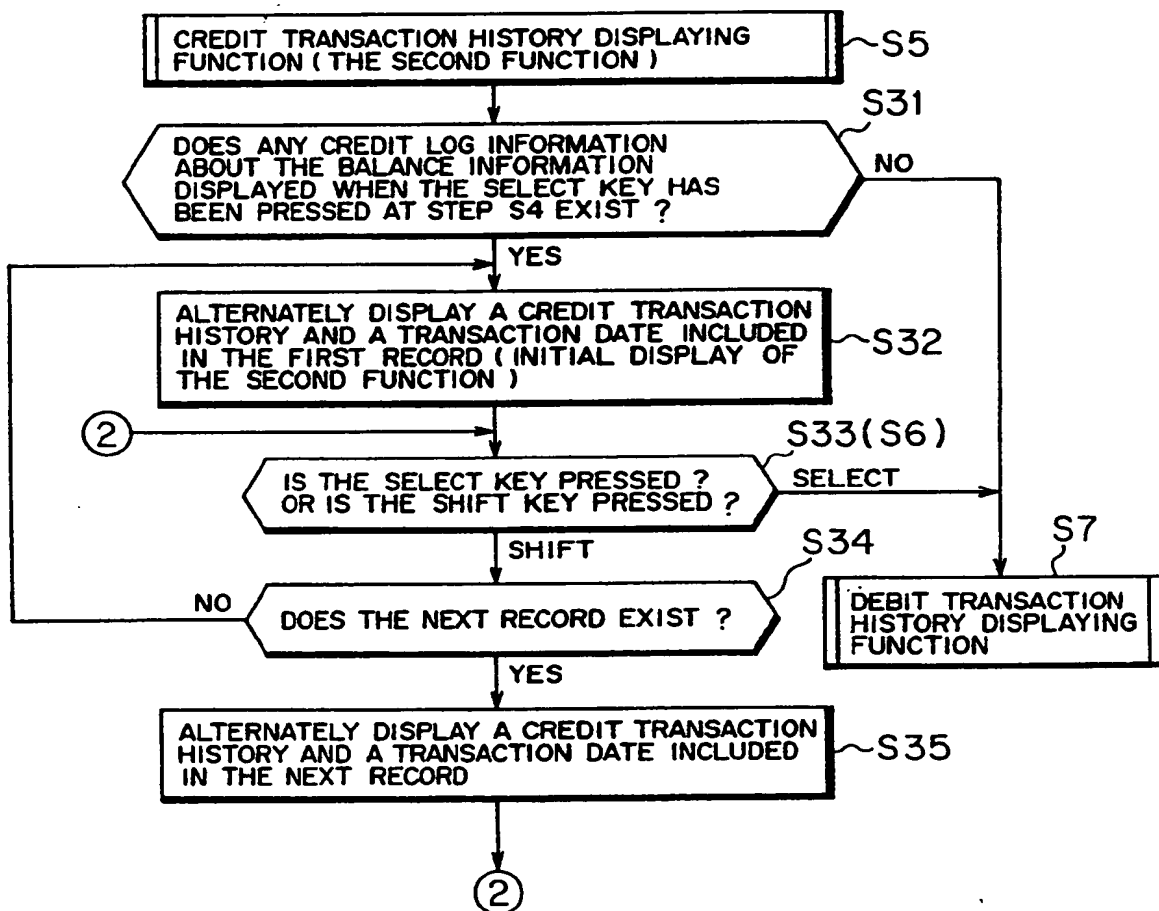 CREDIT TRANSACTION HISTORY DISPLAYING
FUNCTION ( THE SECOND FUNCTION )
S5
S31
DOES ANY CREDIT LOG INFORMATION
ABOUT THE BALANCE INFORMATION
DISPLAYED WHEN THE SELECT KEY HAS
BEEN PRESSED AT STEP S4 EXIST ?
NO
YES
ALTERNATELY DISPLAY A CREDIT TRANSACTION
HISTORY AND A TRANSACTION DATE INCLUDED
IN THE FIRST RECORD ( INITIAL DISPLAY OF
THE SECOND FUNCTION )
S32
2
S33(S6)
IS THE SELECT KEY PRESSED ?
OR IS THE SHIFT KEY PRESSED ?
SELECT
SHIFT
S34
S7
NO
DOES THE NEXT RECORD EXIST ?
DEBIT TRANSACTION
HISTORY DISPLAYING
FUNCTION
YES
ALTERNATELY DISPLAY A CREDIT TRANSACTION
HISTORY AND A TRANSACTION DATE INCLUDED
IN THE NEXT RECORD
S35
2